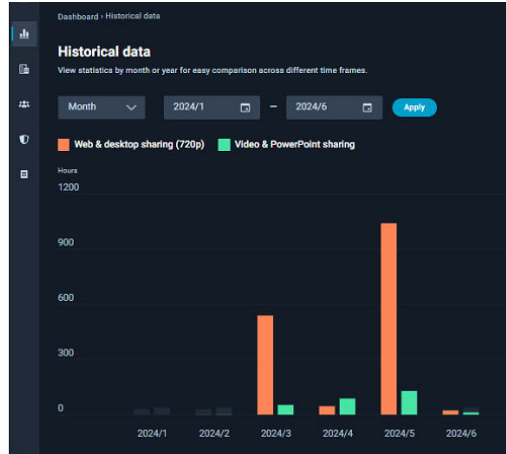 Dashboard › Historical data
Historical data
View statistics by month or year for easy comparison across different time frames.
Month 2024/1 – 2024/6 Apply
Web & desktop sharing (720p) Video & PowerPoint sharing
Hours
1200
900
600
300
0
2024/1 2024/2 2024/3 2024/4 2024/5 2024/6